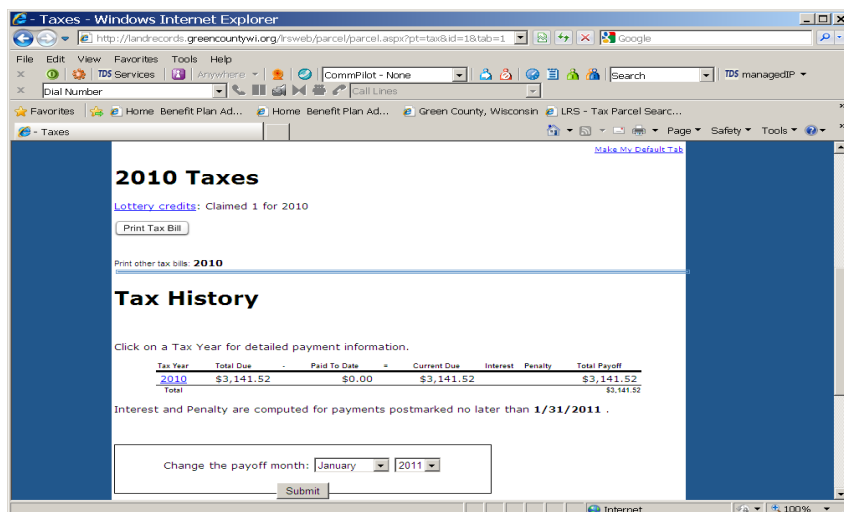 - Taxes - Windows Internet Explorer
http://landrecords.greencountywi.org/lrsweb/parcel/parcel.aspx?pt=tax&id=1&tab=1 Google
File Edit View Favorites Tools Help
TDS Services Anywhere CommPilot - None Search TDS managedIP
Dial Number Call Lines
Favorites Home Benefit Plan Ad... Home Benefit Plan Ad... Green County, Wisconsin LRS - Tax Parcel Searc...
- Taxes Page Safety Tools
Make My Default Tab
2010 Taxes
Lottery credits: Claimed 1 for 2010
Print Tax Bill
Print other tax bills: 2010
Tax History
Click on a Tax Year for detailed payment information.
Tax Year Total Due - Paid To Date = Current Due Interest Penalty Total Payoff
2010 $3,141.52 $0.00 $3,141.52 $3,141.52
Total $3,141.52
Interest and Penalty are computed for payments postmarked no later than 1/31/2011 .
Change the payoff month: January 2011
Submit
Internet 100%